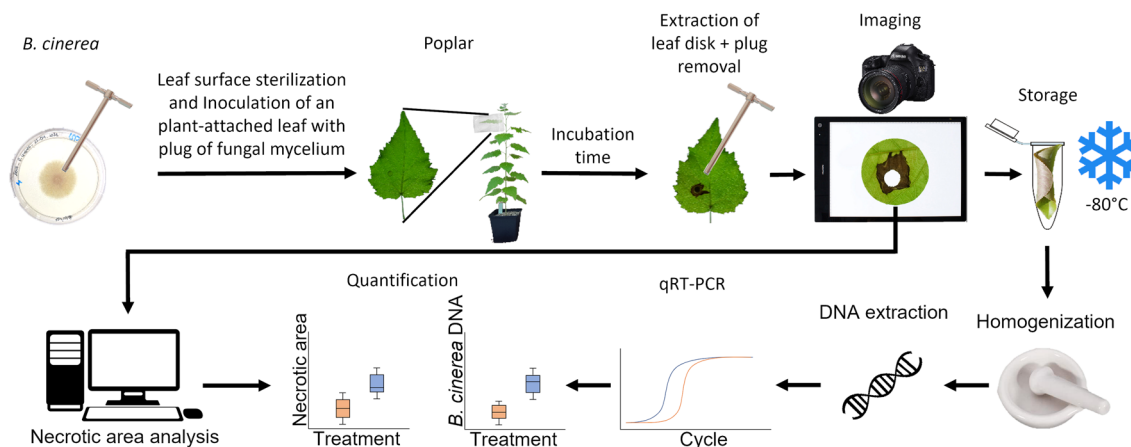 B. cinerea
Leaf surface sterilization
and Inoculation of an
plant-attached leaf with
plug of fungal mycelium
Poplar
Incubation
time
Extraction of
leaf disk + plug
removal
Imaging
Storage
-80°C
Homogenization
DNA extraction
qRT-PCR
Cycle
Quantification
B. cinerea DNA
Treatment
Necrotic area
Treatment
Necrotic area analysis